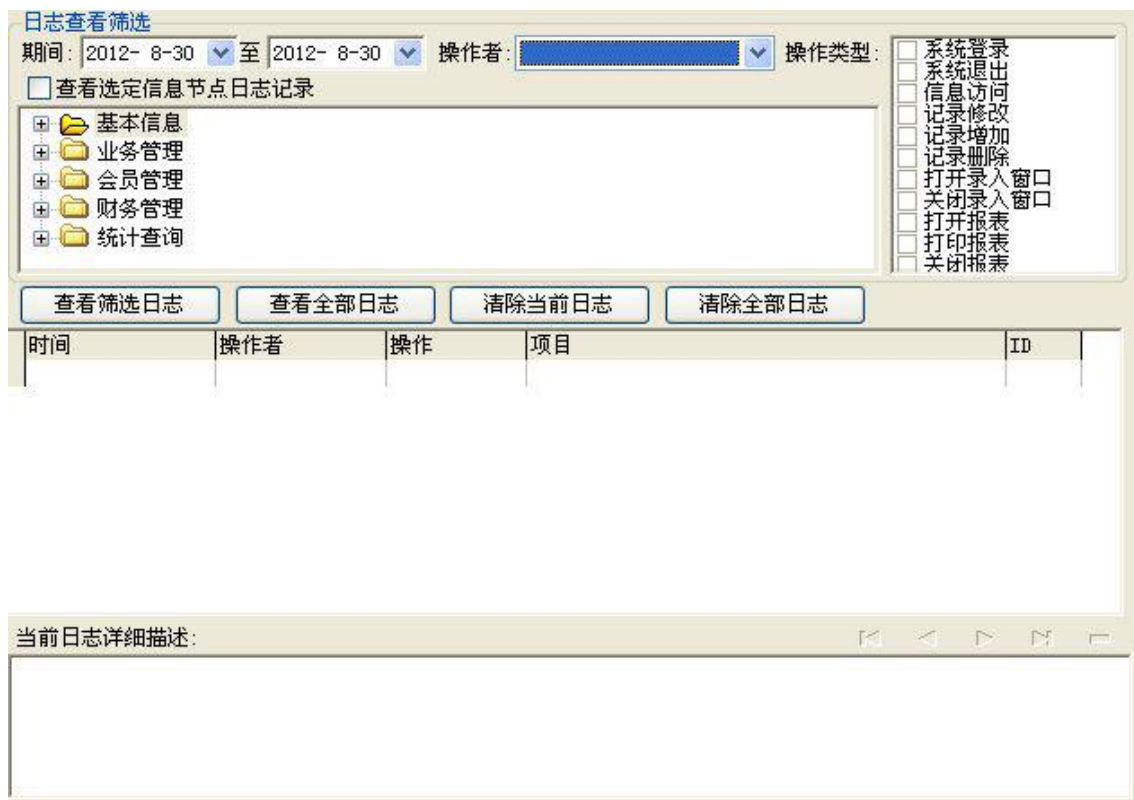 日志查看筛选
期间: 2012- 8-30 至 2012- 8-30 操作者: 操作类型:
系统登录
系统退出
信息访问
记录修改
记录增加
记录删除
打开录入窗口
关闭录入窗口
打开报表
打印报表
关闭报表
查看选定信息节点日志记录
基本信息
业务管理
会员管理
财务管理
统计查询
查看筛选日志 查看全部日志 清除当前日志 清除全部日志
时间 操作者 操作 项目 ID
当前日志详细描述: